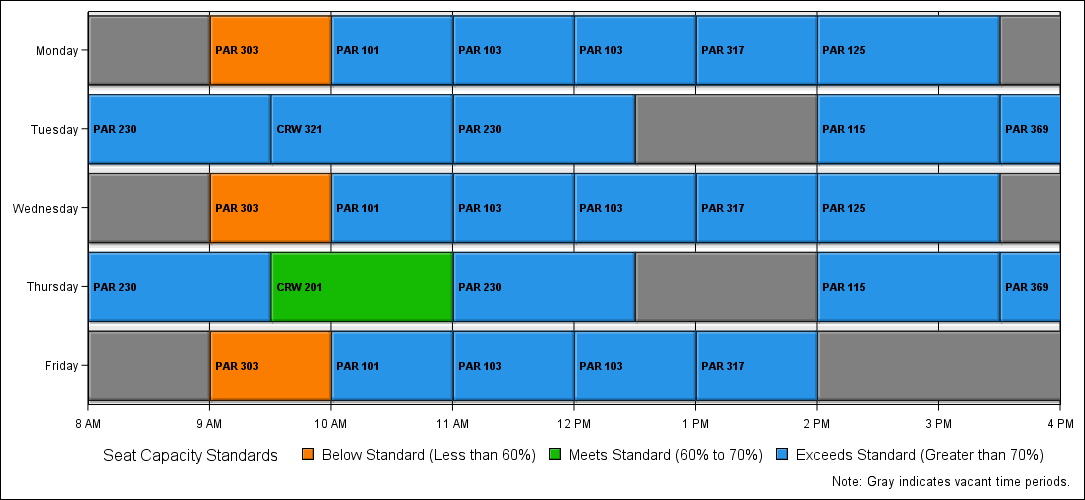 Monday PAR 303 PAR 101 PAR 103 PAR 103 PAR 317 PAR 125
Tuesday PAR 230 CRW 321 PAR 230 PAR 115 PAR 369
Wednesday PAR 303 PAR 101 PAR 103 PAR 103 PAR 317 PAR 125
Thursday PAR 230 CRW 201 PAR 230 PAR 115 PAR 369
Friday PAR 303 PAR 101 PAR 103 PAR 103 PAR 317
8 AM 9 AM 10 AM 11 AM 12 PM 1 PM 2 PM 3 PM 4 PM
Seat Capacity Standards Below Standard (Less than 60%) Meets Standard (60% to 70%) Exceeds Standard (Greater than 70%)
Note: Gray indicates vacant time periods.